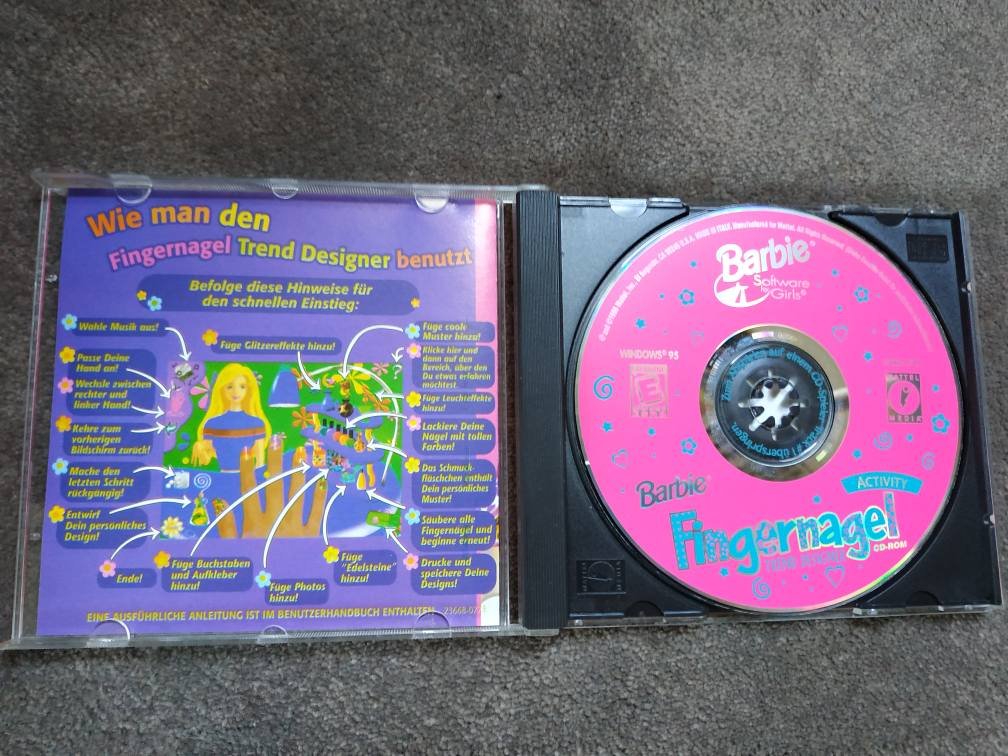 Wie man den
Fingernagel Trend Designer benutzt
Befolge diese Hinweise für
den schnellen Einstieg:
Wähle Musik aus!
Passe Deine
Hand an!
Wechsle zwischen
rechter und
linker Hand!
Kehre zum
vorherigen
Bildschirm zurück!
Mache den
letzten Schritt
rückgängig!
Entwirf
Dein persönliches
Design!
Ende!
Füge Buchstaben
und Aufkleber
hinzu!
Füge Photos
hinzu!
Füge
"Edelsteine"
hinzu!
Füge Glitzereffekte hinzu!
Füge coole
Muster hinzu!
Klicke hier und
dann auf den
Bereich, über den
Du etwas erfahren
möchtest.
Füge Leuchteffekte
hinzu!
Lackiere Deine
Nägel mit tollen
Farben!
Das Schmuck-
fläschchen enthält
Dein persönliches
Muster!
Säubere alle
Fingernägel und
beginne erneut!
Drucke und
speichere Deine
Designs!
EINE AUSFÜHRLICHE ANLEITUNG IST IM BENUTZERHANDBUCH ENTHALTEN
Barbie®
Software
for Girls®
WINDOWS® 95
E
MATTEL
MEDIA
Barbie™
ACTIVITY
Fingernagel
TREND DESIGNER
CD-ROM